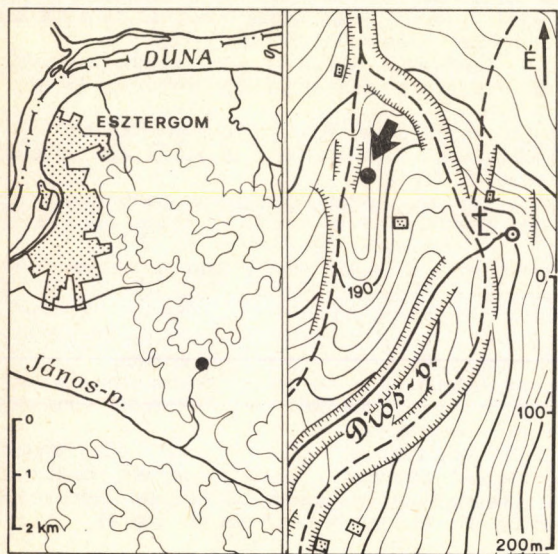 DUNA
ESZTERGOM
János-p.
0
1
2 km
É
190
Diós-v.
0
100
200 m